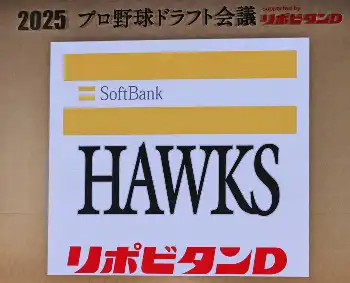 2025 プロ野球ドラフト会議 supported by リポビタンD
SoftBank
HAWKS
リポビタンD